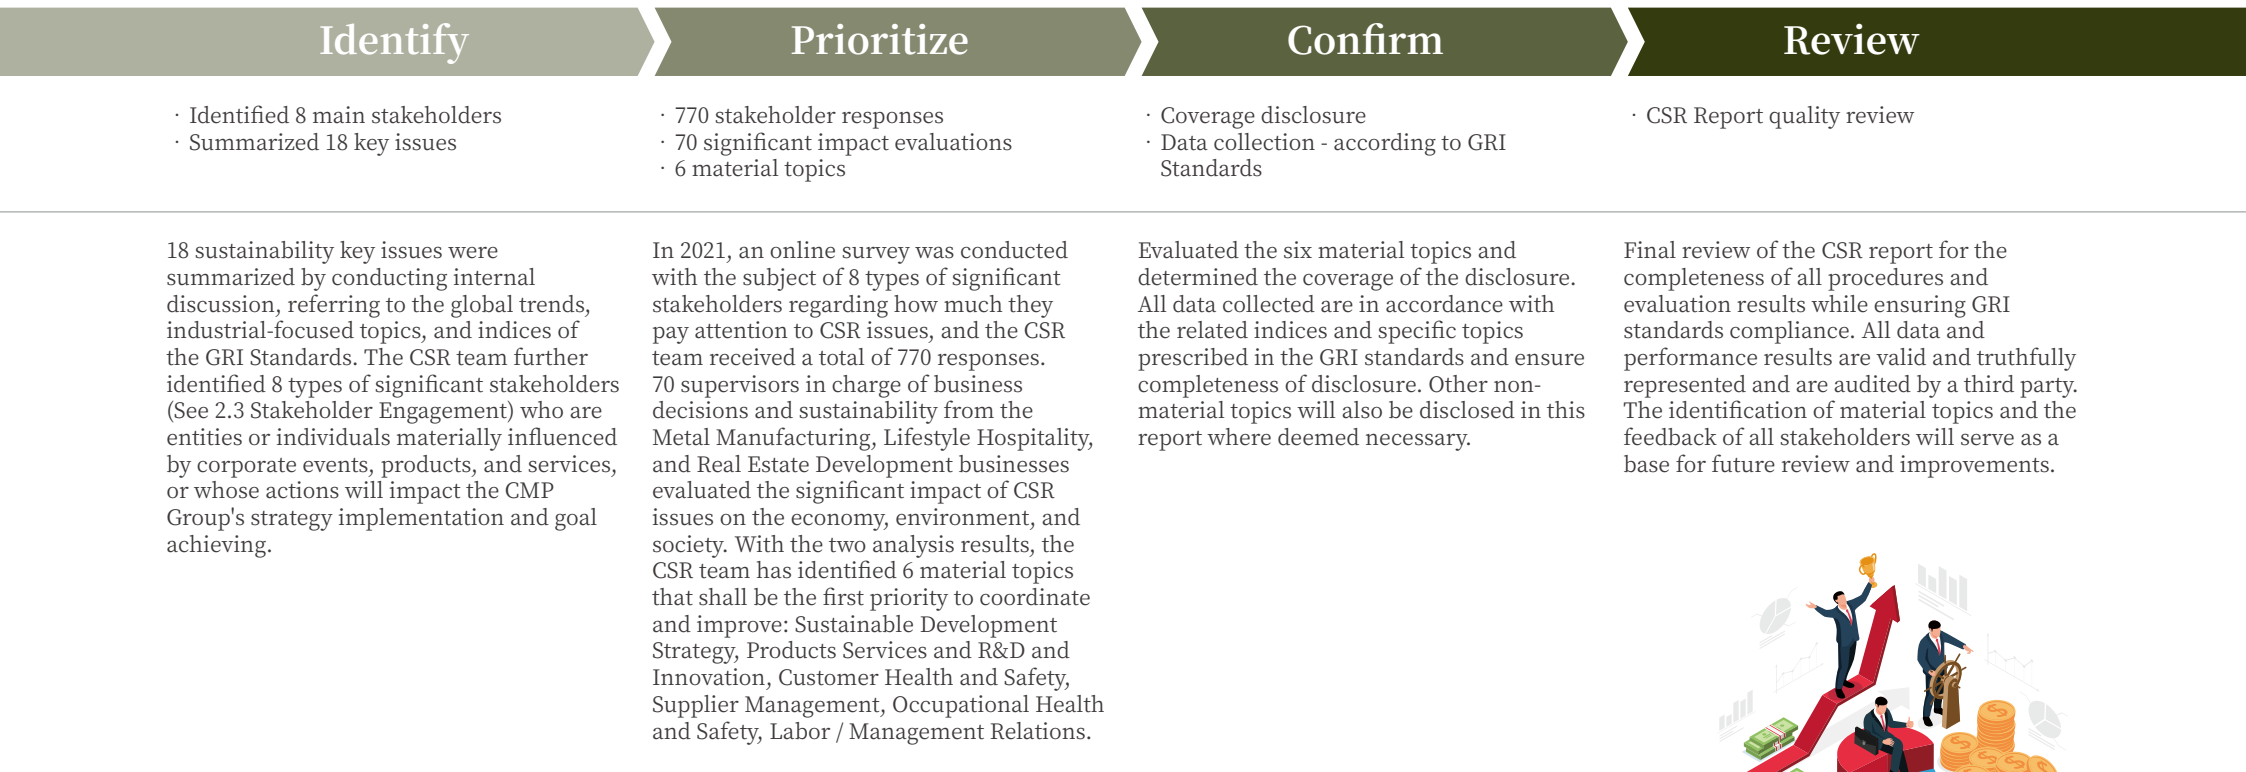 Identify
Prioritize
Confirm
Review
· Identified 8 main stakeholders
· Summarized 18 key issues
· 770 stakeholder responses
· 70 significant impact evaluations
· 6 material topics
· Coverage disclosure
· Data collection - according to GRI
Standards
· CSR Report quality review
18 sustainability key issues were
summarized by conducting internal
discussion, referring to the global trends,
industrial-focused topics, and indices of
the GRI Standards. The CSR team further
identified 8 types of significant stakeholders
(See 2.3 Stakeholder Engagement) who are
entities or individuals materially influenced
by corporate events, products, and services,
or whose actions will impact the CMP
Group's strategy implementation and goal
achieving.
In 2021, an online survey was conducted
with the subject of 8 types of significant
stakeholders regarding how much they
pay attention to CSR issues, and the CSR
team received a total of 770 responses.
70 supervisors in charge of business
decisions and sustainability from the
Metal Manufacturing, Lifestyle Hospitality,
and Real Estate Development businesses
evaluated the significant impact of CSR
issues on the economy, environment, and
society. With the two analysis results, the
CSR team has identified 6 material topics
that shall be the first priority to coordinate
and improve: Sustainable Development
Strategy, Products Services and R&D and
Innovation, Customer Health and Safety,
Supplier Management, Occupational Health
and Safety, Labor / Management Relations.
Evaluated the six material topics and
determined the coverage of the disclosure.
All data collected are in accordance with
the related indices and specific topics
prescribed in the GRI standards and ensure
completeness of disclosure. Other non-
material topics will also be disclosed in this
report where deemed necessary.
Final review of the CSR report for the
completeness of all procedures and
evaluation results while ensuring GRI
standards compliance. All data and
performance results are valid and truthfully
represented and are audited by a third party.
The identification of material topics and the
feedback of all stakeholders will serve as a
base for future review and improvements.